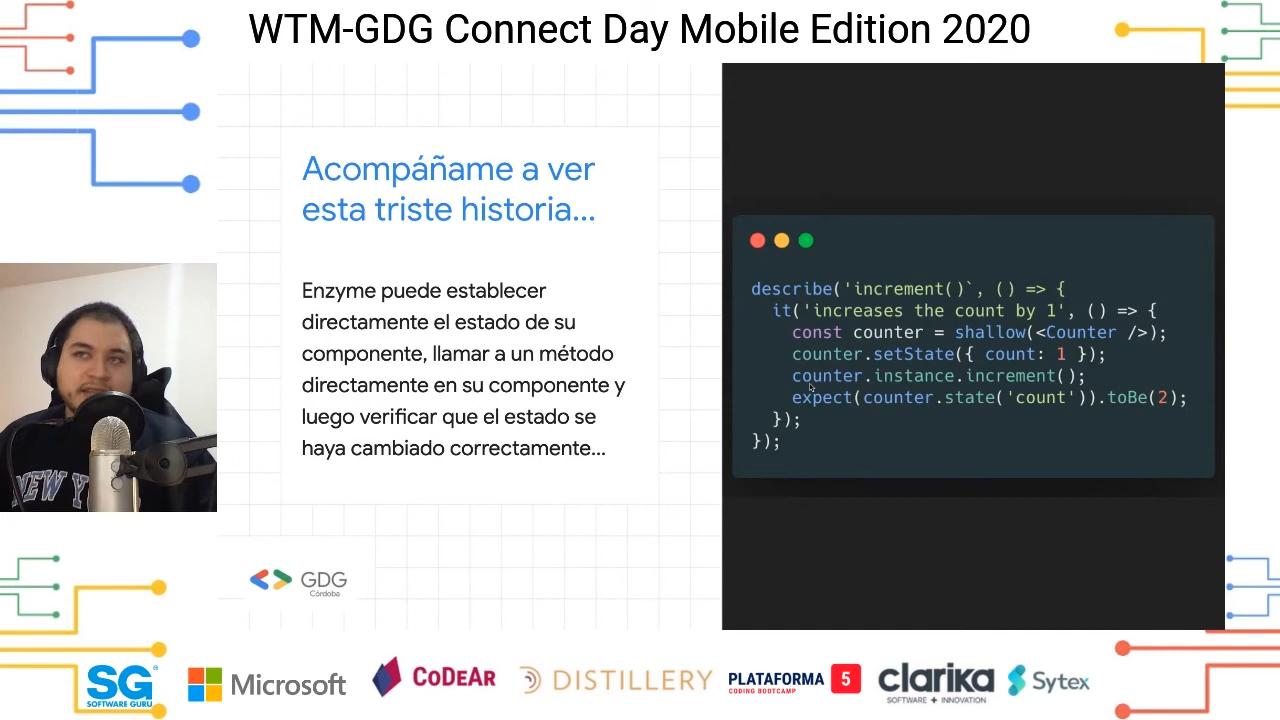 WTM-GDG Connect Day Mobile Edition 2020
Acompáñame a ver
esta triste historia...
Enzyme puede establecer
directamente el estado de su
componente, llamar a un método
directamente en su componente y
luego verificar que el estado se
haya cambiado correctamente...
describe('increment()`, () => {
it('increases the count by 1', () => {
const counter = shallow(<Counter />);
counter.setState({ count: 1 });
counter.instance.increment();
expect(counter.state('count')).toBe(2);
});
});
NEW Y
GDG
Córdoba
SG
SOFTWARE GURU
Microsoft
CoDeAr
DISTILLERY
PLATAFORMA 5
CODING BOOTCAMP
clarika
SOFTWARE + INNOVATION
Sytex